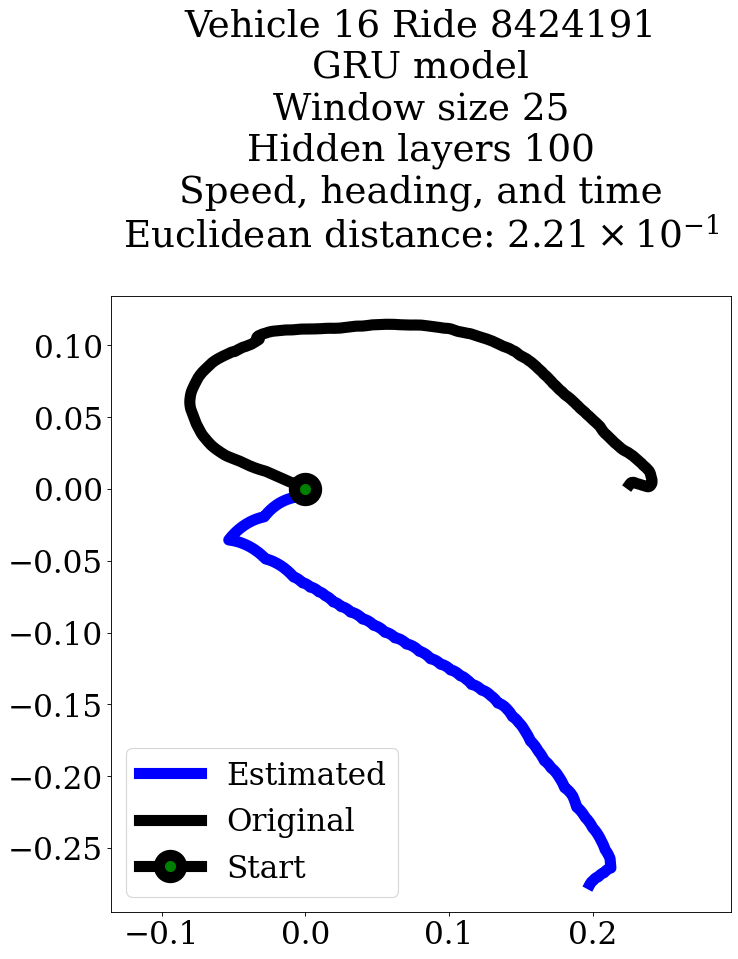 Vehicle 16 Ride 8424191
GRU model
Window size 25
Hidden layers 100
Speed, heading, and time
Euclidean distance: 2.21 × 10⁻¹
0.10
0.05
0.00
−0.05
−0.10
−0.15
−0.20
−0.25
Estimated
Original
Start
−0.1 0.0 0.1 0.2